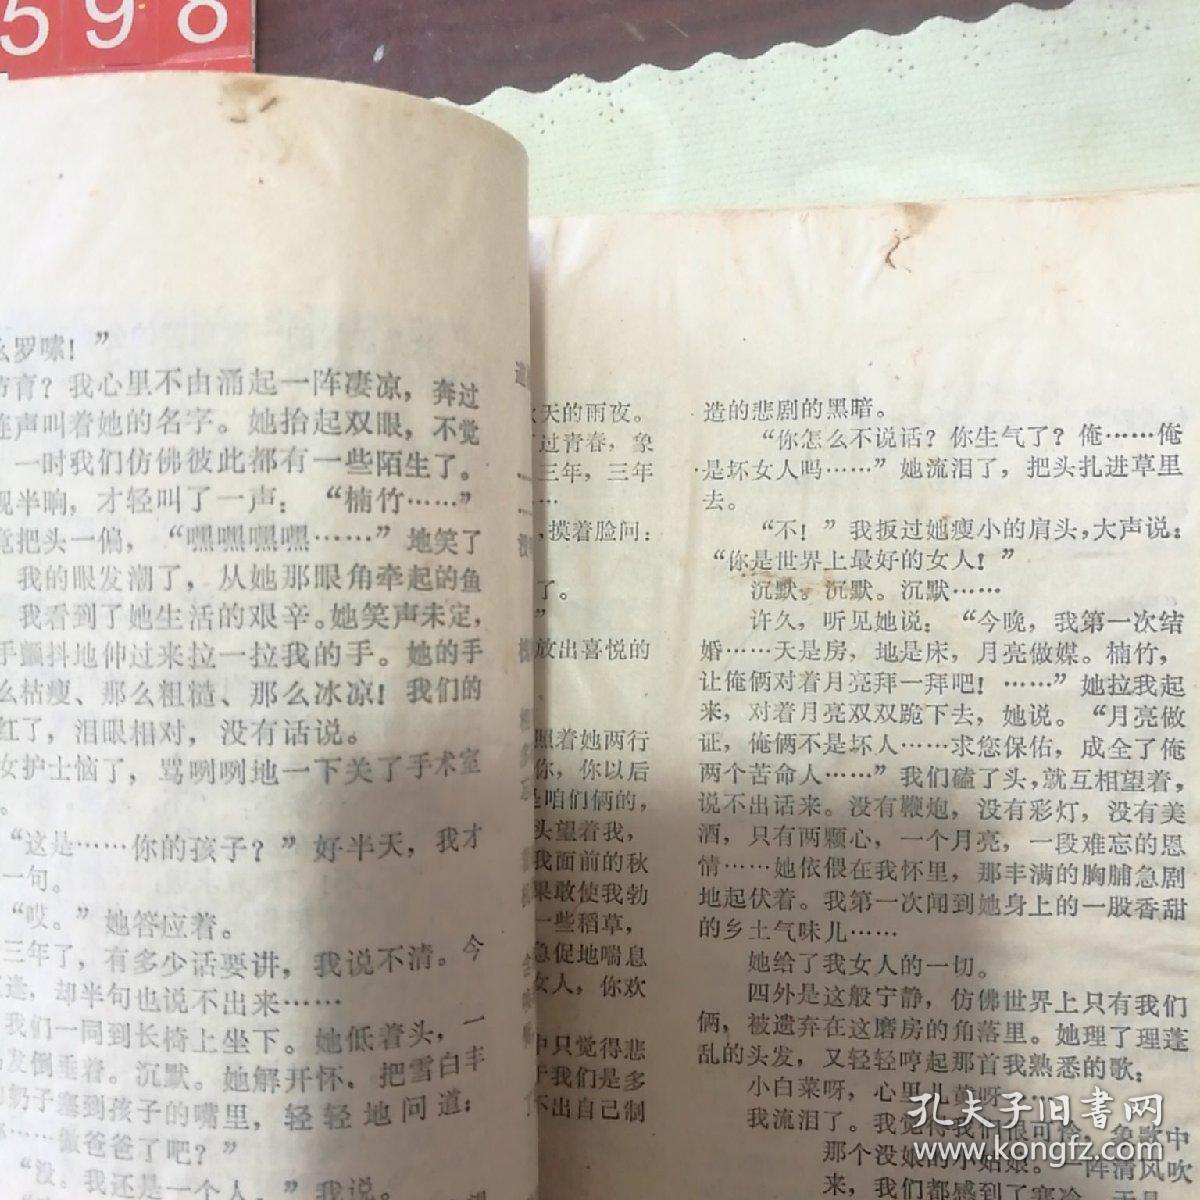 598
么罗嗦！”
育？我心里不由涌起一阵凄凉，奔过
连声叫着她的名字。她抬起双眼，不觉
一时我们仿佛彼此都有一些陌生了。
视半晌，才轻叫了一声：“楠竹……”
竟把头一偏，“嘿嘿嘿嘿……”地笑了
我的眼发潮了，从她那眼角牵起的鱼
我看到了她生活的艰辛。她笑声未定，
手颤抖地伸过来拉一拉我的手。她的手
么枯瘦、那么粗糙、那么冰凉！我们的
红了，泪眼相对，没有话说。
女护士恼了，骂咧咧地一下关了手术室
。
“这是……你的孩子？”好半天，我才
一句。
“哎。”她答应着。
三年了，有多少话要讲，我说不清。今
逢，却半句也说不出来……
我们一同到长椅上坐下。她低着头，一
发倒垂着。沉默。她解开怀，把雪白丰
奶子塞到孩子的嘴里，轻轻地问道：
……做爸爸了吧？”
“没。我还是一个人。”我说。
天的雨夜。
过青春，象
三年，三年
…
，摸着脸问：
了。
”
放出喜悦的
照着她两行
你，你以后
是咱们俩的，
头望着我，
我面前的秋
果敢使我勃
一些稻草，
急促地喘息
女人，你欢
中只觉得悲
于我们是多
不出自己制
造的悲剧的黑暗。
“你怎么不说话？你生气了？俺……俺
是坏女人吗……”她流泪了，把头扎进草里
去。
“不！”我扳过她瘦小的肩头，大声说：
“你是世界上最好的女人！”
沉默。沉默。沉默……
许久，听见她说：“今晚，我第一次结
婚……天是房，地是床，月亮做媒。楠竹，
让俺俩对着月亮拜一拜吧！……”她拉我起
来，对着月亮双双跪下去，她说。“月亮做
证，俺俩不是坏人……求您保佑，成全了俺
两个苦命人……”我们磕了头，就互相望着，
说不出话来。没有鞭炮，没有彩灯，没有美
酒，只有两颗心，一个月亮，一段难忘的恩
情……她依偎在我怀里，那丰满的胸脯急剧
地起伏着。我第一次闻到她身上的一股香甜
的乡土气味儿……
她给了我女人的一切。
四外是这般宁静，仿佛世界上只有我们
俩，被遗弃在这磨房的角落里。她理了理蓬
乱的头发，又轻轻哼起那首我熟悉的歌：
小白菜呀，心里儿黄呀……
我流泪了。我觉得我们很可怜，象歌中
那个没娘的小姑娘。一阵清风吹
来，我们都感到了寒冷，
孔夫子旧书网
www.kongfz.com